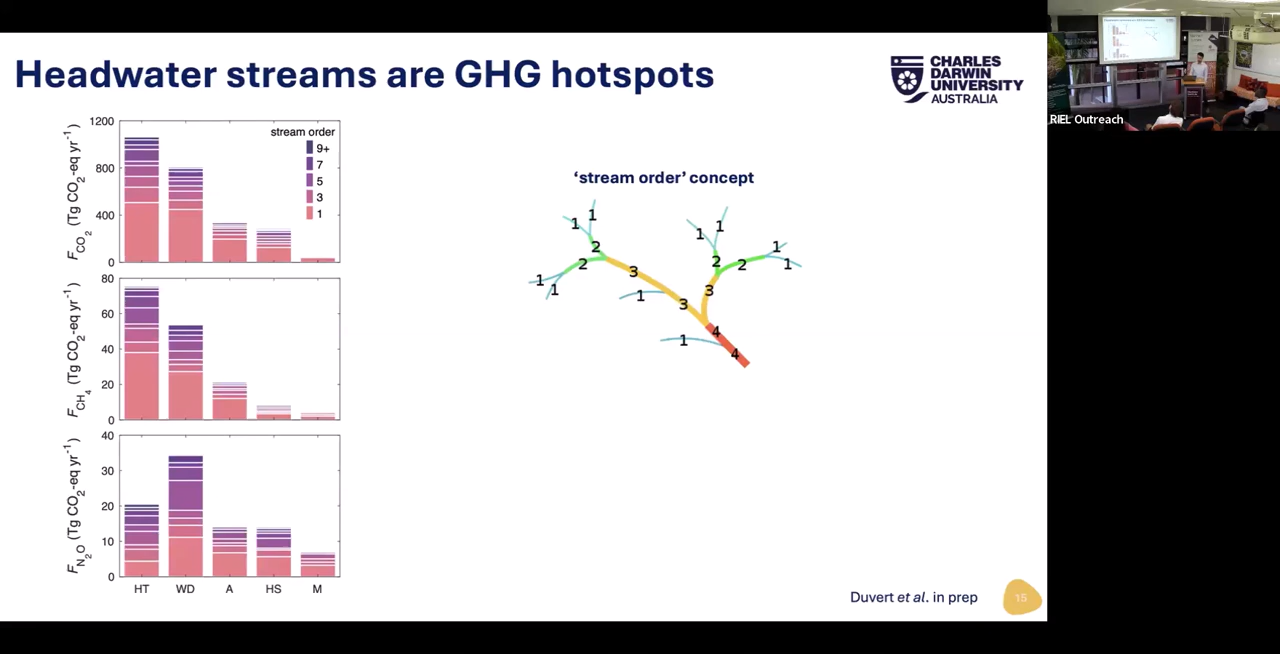 Headwater streams are GHG hotspots
CHARLES
DARWIN
UNIVERSITY
AUSTRALIA
RIEL Outreach
1200
800
400
0
F CO2 (Tg CO2-eq yr-1)
stream order
9+
7
5
3
1
80
60
40
20
0
F CH4 (Tg CO2-eq yr-1)
40
30
20
10
0
F N2O (Tg CO2-eq yr-1)
HT WD A HS M
'stream order' concept
1 1 1 1
2 2 1
2 3 2 1
1 1 1 3 3
1 4
4
Duvert et al. in prep
15